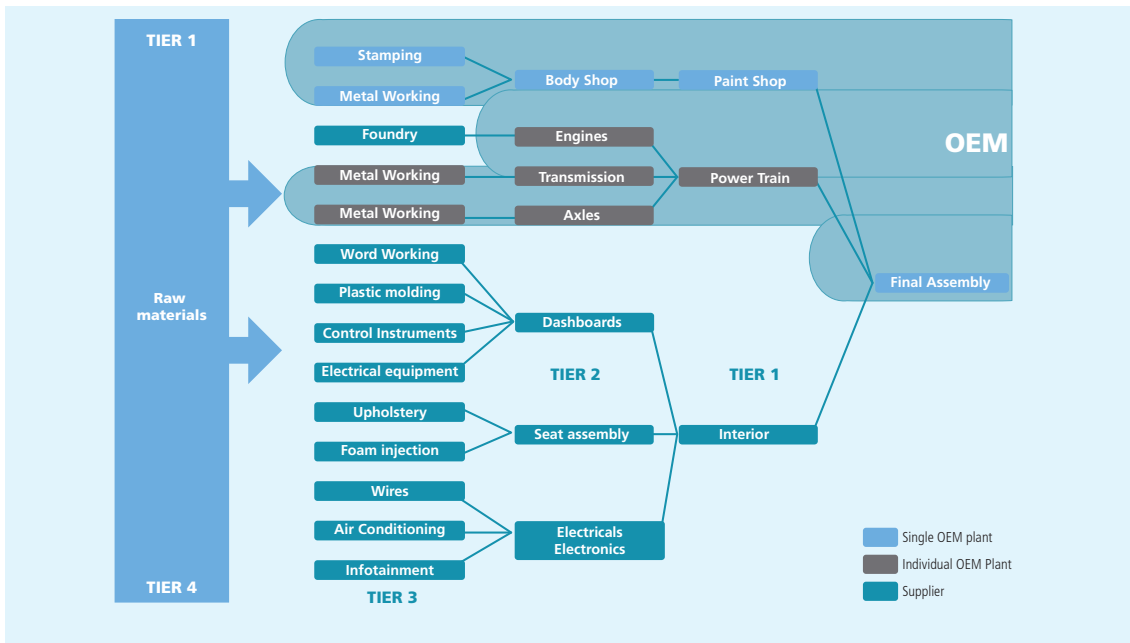 TIER 1
Raw
materials
TIER 4
Stamping
Metal Working
Foundry
Metal Working
Metal Working
Word Working
Plastic molding
Control Instruments
Electrical equipment
Upholstery
Foam injection
Wires
Air Conditioning
Infotainment
TIER 3
Body Shop
Engines
Transmission
Axles
Dashboards
TIER 2
Seat assembly
Electricals
Electronics
Paint Shop
Power Train
TIER 1
Interior
OEM
Final Assembly
Single OEM plant
Individual OEM Plant
Supplier